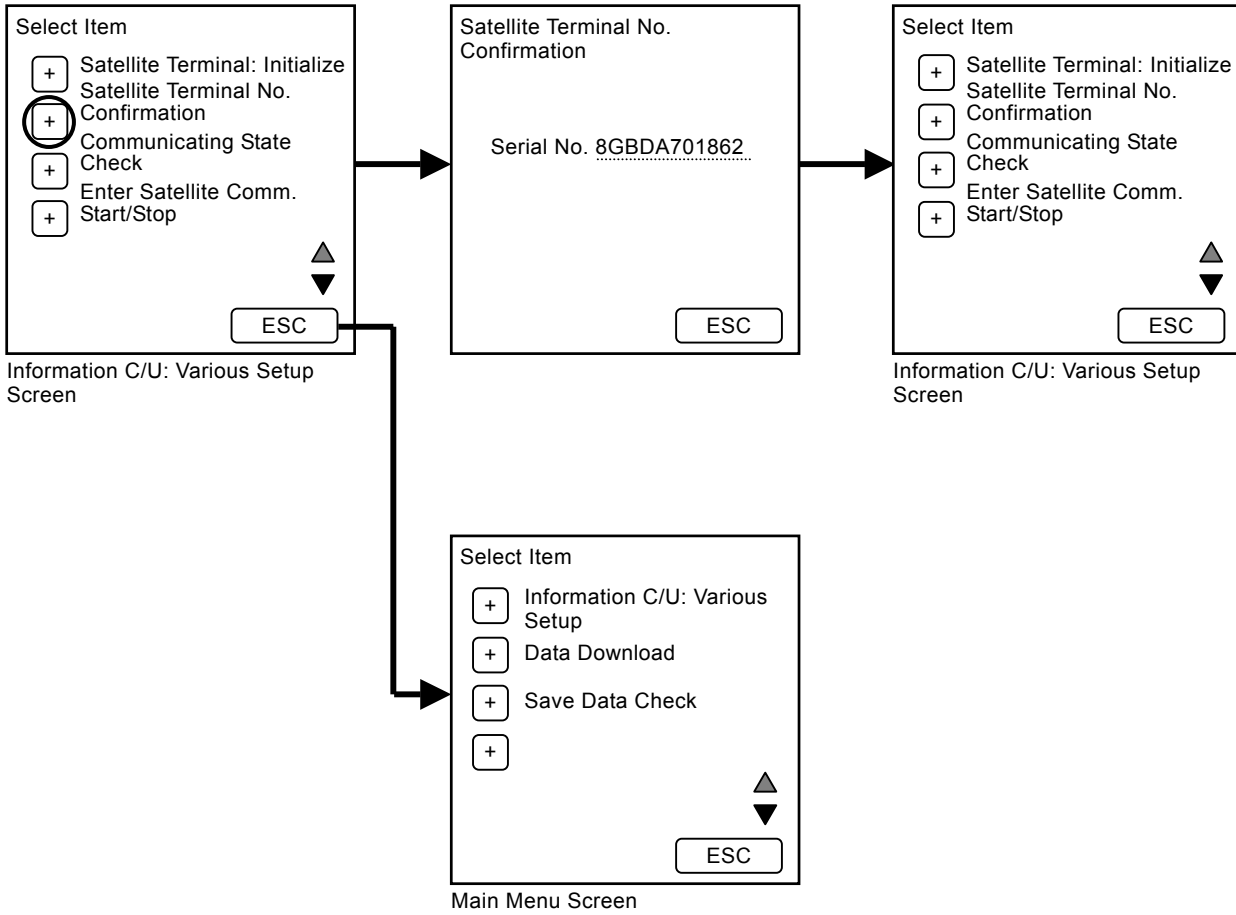 Select Item
+ Satellite Terminal: Initialize
+ Satellite Terminal No.
Confirmation
+ Communicating State
Check
+ Enter Satellite Comm.
Start/Stop
ESC
Information C/U: Various Setup
Screen
Satellite Terminal No.
Confirmation
Serial No. 8GBDA701862
ESC
Select Item
+ Satellite Terminal: Initialize
+ Satellite Terminal No.
Confirmation
+ Communicating State
Check
+ Enter Satellite Comm.
Start/Stop
ESC
Information C/U: Various Setup
Screen
Select Item
+ Information C/U: Various
Setup
+ Data Download
+ Save Data Check
+
ESC
Main Menu Screen